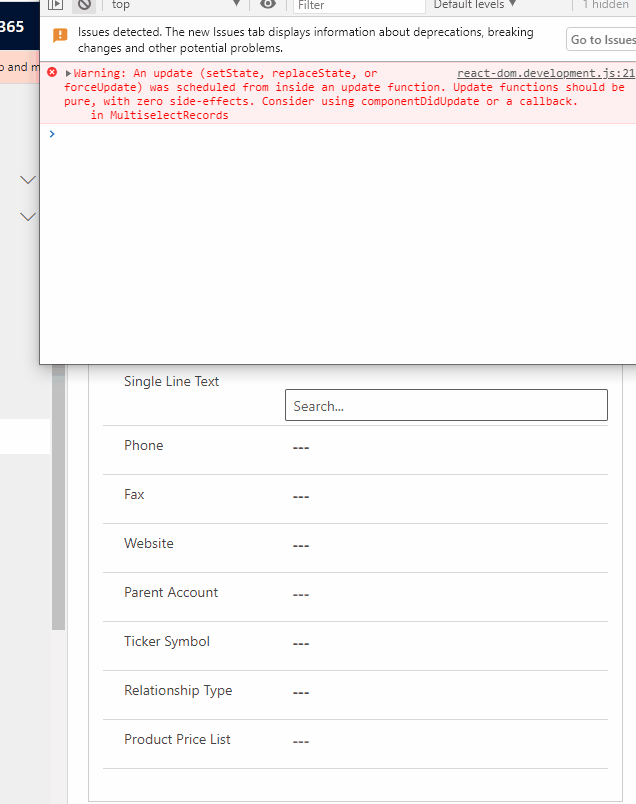 top
Filter
Default levels
1 hidden
365
Issues detected. The new Issues tab displays information about deprecations, breaking
changes and other potential problems.
Go to Issues
Warning: An update (setState, replaceState, or
react-dom.development.js:21
forceUpdate) was scheduled from inside an update function. Update functions should be
pure, with zero side-effects. Consider using componentDidUpdate or a callback.
in MultiselectRecords
and m
Single Line Text
Search...
Phone
---
Fax
---
Website
---
Parent Account
---
Ticker Symbol
---
Relationship Type
---
Product Price List
---